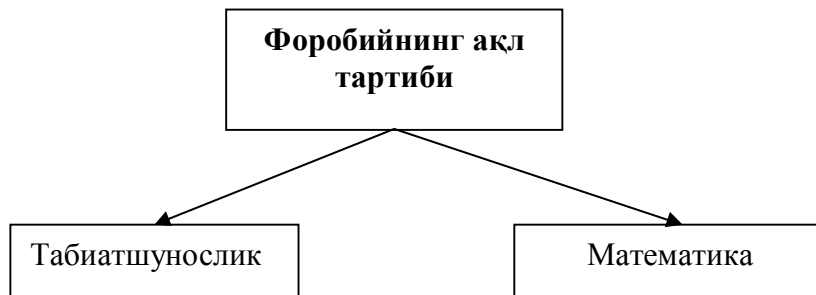 Форобийнинг ақл
тартиби
Табиатшунослик
Математика